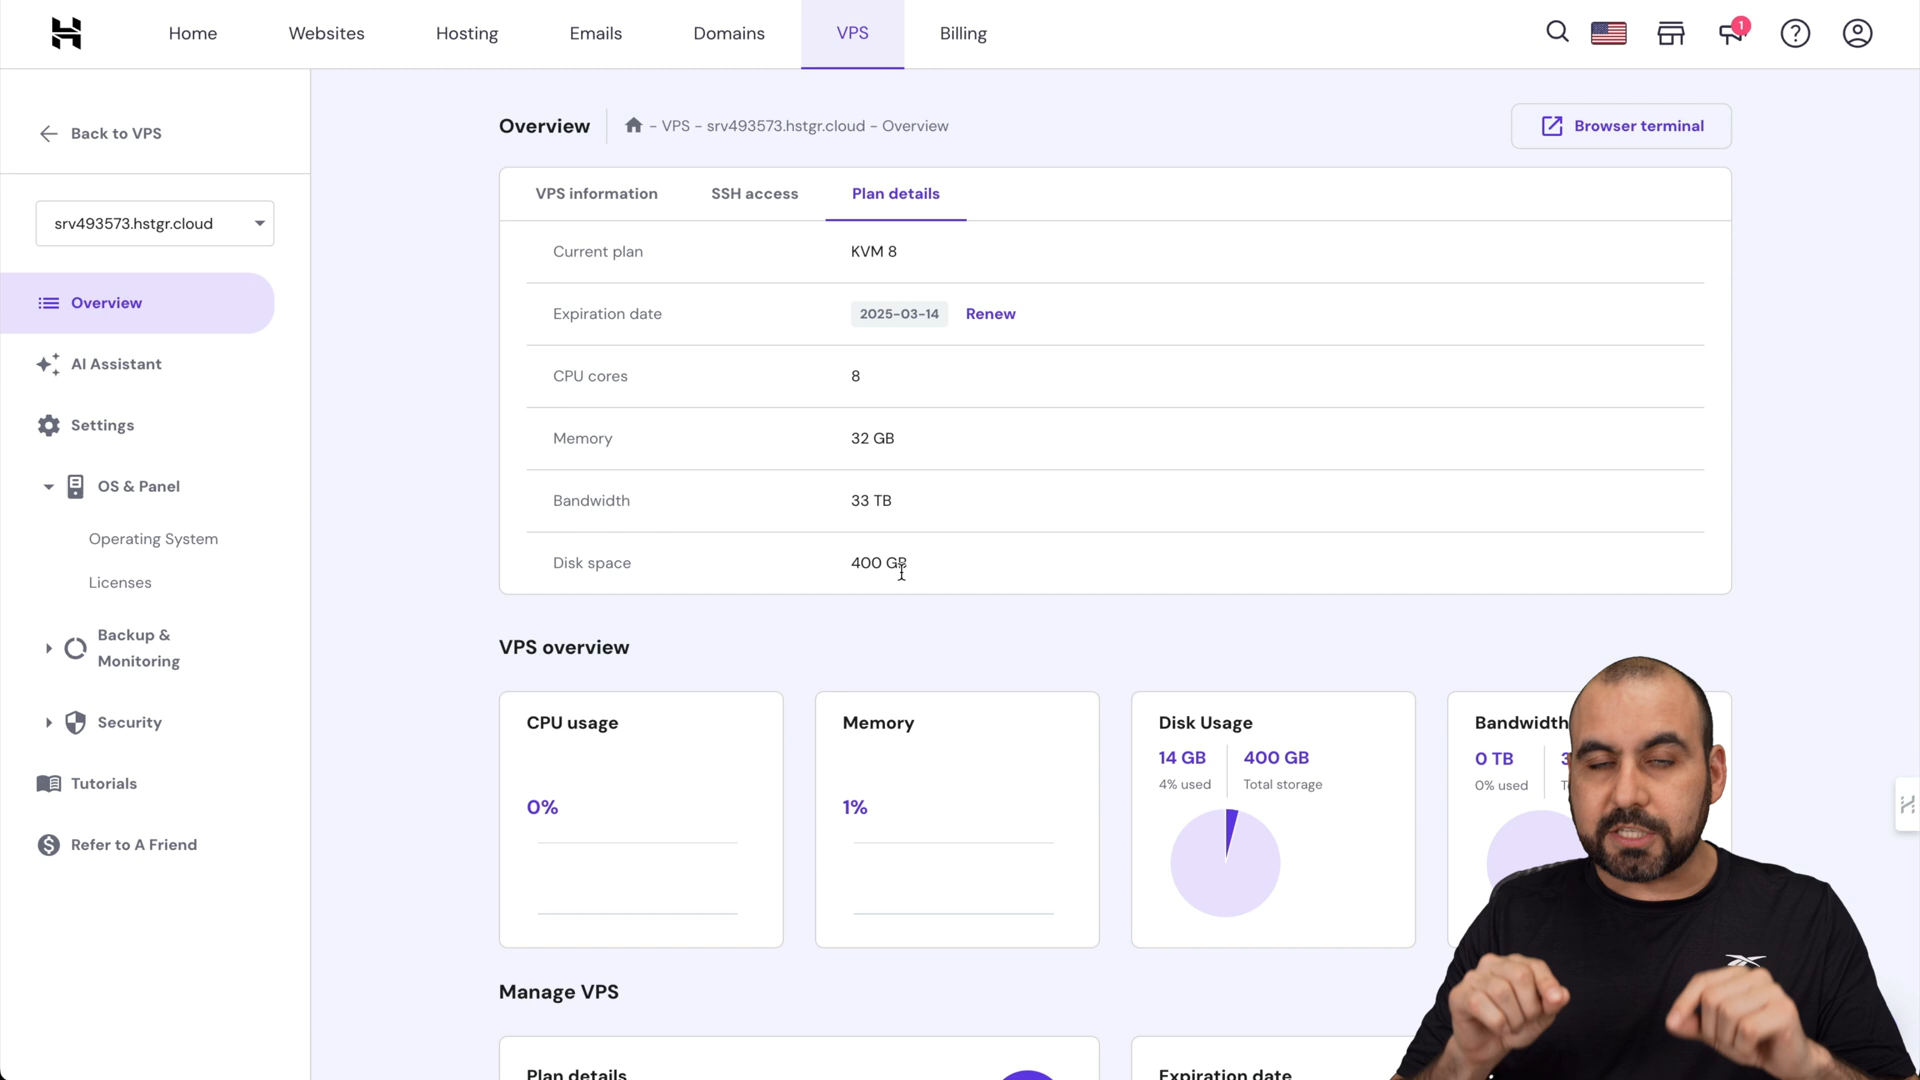 Home
Websites
Hosting
Emails
Domains
VPS
Billing
1
Back to VPS
srv493573.hstgr.cloud
Overview
AI Assistant
Settings
OS & Panel
Operating System
Licenses
Backup &
Monitoring
Security
Tutorials
Refer to A Friend
Overview
- VPS - srv493573.hstgr.cloud - Overview
Browser terminal
VPS information
SSH access
Plan details
Current plan
KVM 8
Expiration date
2025-03-14
Renew
CPU cores
8
Memory
32 GB
Bandwidth
33 TB
Disk space
400 GB
VPS overview
CPU usage
0%
Memory
1%
Disk Usage
14 GB
4% used
400 GB
Total storage
Bandwidth
0 TB
0% used
Manage VPS
Plan details
Expiration date